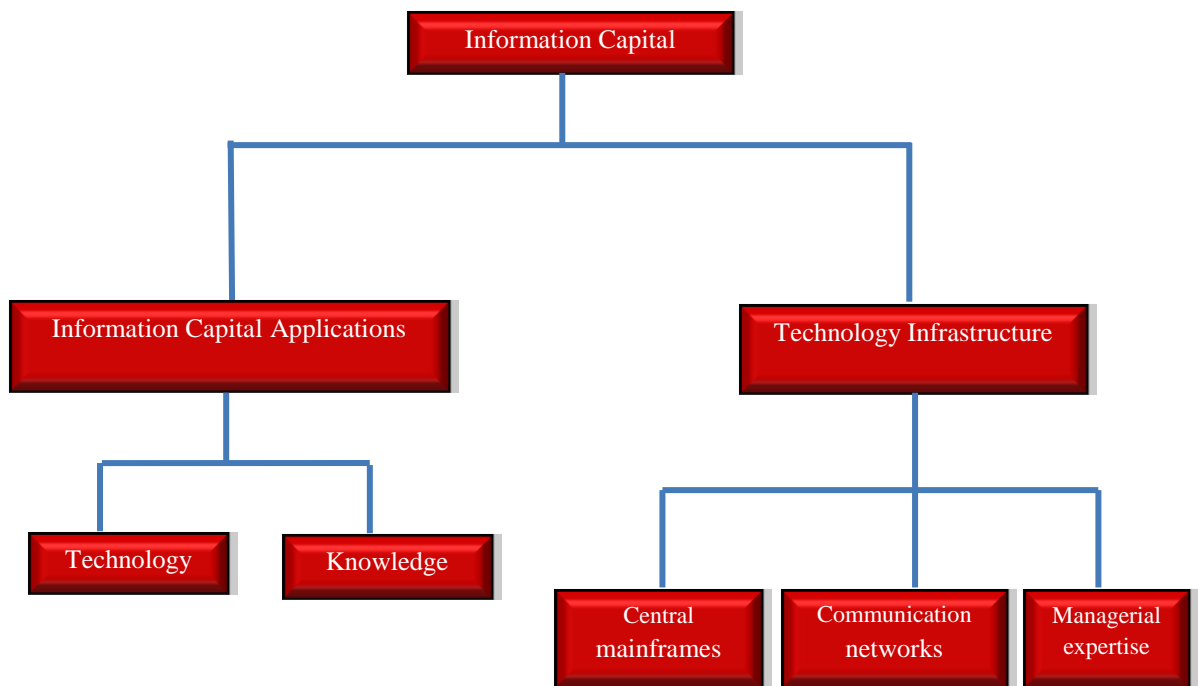 Information Capital
Information Capital Applications
Technology Infrastructure
Technology
Knowledge
Central
mainframes
Communication
networks
Managerial
expertise